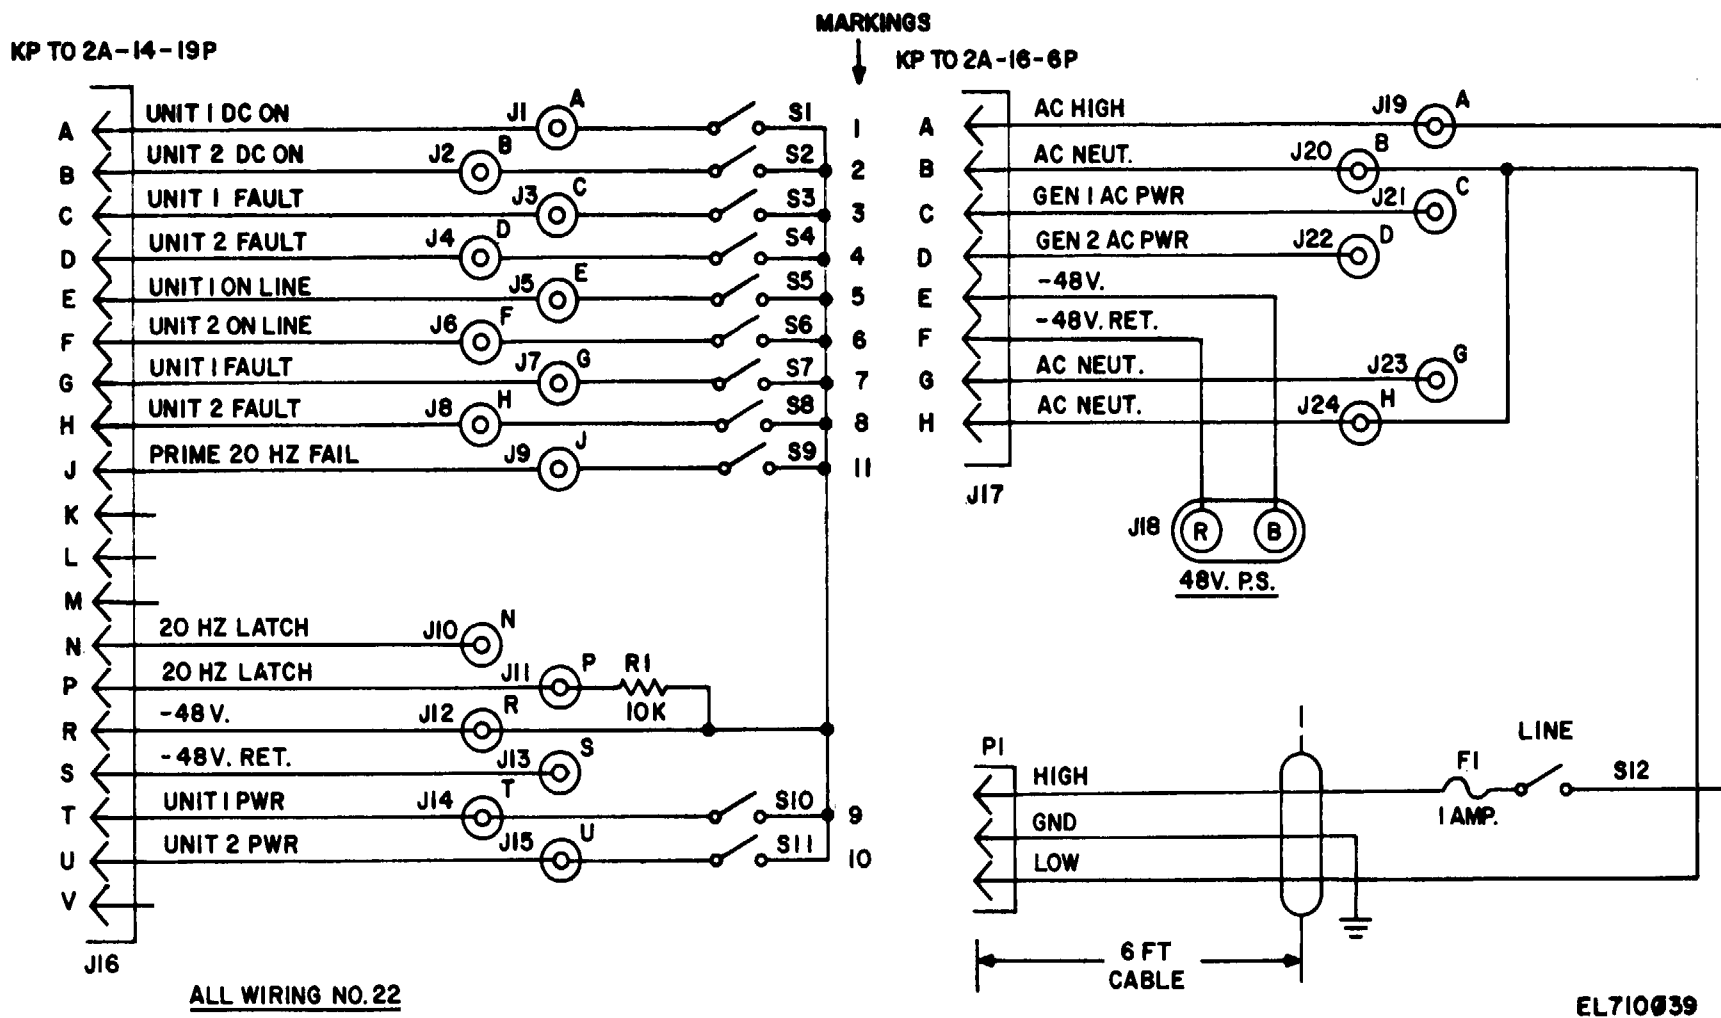 MARKINGS
KP TO 2A-14-19P
A UNIT 1 DC ON J1 A S1 1
B UNIT 2 DC ON J2 B S2 2
C UNIT 1 FAULT J3 C S3 3
D UNIT 2 FAULT J4 D S4 4
E UNIT 1 ON LINE J5 E S5 5
F UNIT 2 ON LINE J6 F S6 6
G UNIT 1 FAULT J7 G S7 7
H UNIT 2 FAULT J8 H S8 8
J PRIME 20 HZ FAIL J9 J S9 11
K
L
M
N 20 HZ LATCH J10 N
P 20 HZ LATCH J11 P R1
10K
R -48V. J12 R
S -48V. RET. J13 S
T UNIT 1 PWR J14 T S10 9
U UNIT 2 PWR J15 U S11 10
V
J16
ALL WIRING NO. 22
KP TO 2A-16-6P
A AC HIGH J19 A
B AC NEUT. J20 B
C GEN 1 AC PWR J21 C
D GEN 2 AC PWR J22 D
E -48V.
F -48V. RET.
G AC NEUT. J23 G
H AC NEUT. J24 H
J17
J18 R B
48V. P.S.
P1
LINE
HIGH F1 S12
1 AMP.
GND
LOW
6 FT
CABLE
EL710039